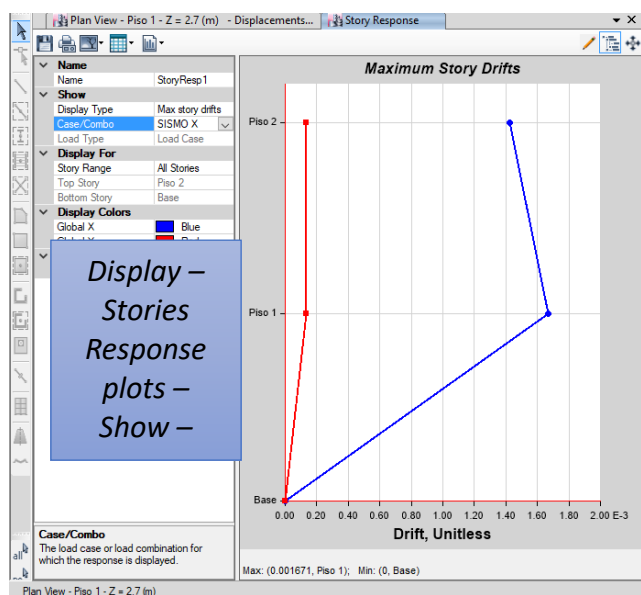 Plan View - Piso 1 - Z = 2.7 (m) - Displacements...
Story Response
Name
Name StoryResp1
Show
Display Type Max story drifts
Case/Combo SISMO X
Load Type Load Case
Display For
Story Range All Stories
Top Story Piso 2
Bottom Story Base
Display Colors
Global X Blue
Display –
Stories
Response
plots –
Show –
Case/Combo
The load case or load combination for
which the response is displayed.
all
Maximum Story Drifts
Piso 2
Piso 1
Base
0.00 0.20 0.40 0.60 0.80 1.00 1.20 1.40 1.60 1.80 2.00 E-3
Drift, Unitless
Max: (0.001671, Piso 1); Min: (0, Base)
Plan View - Piso 1 - Z = 2.7 (m)